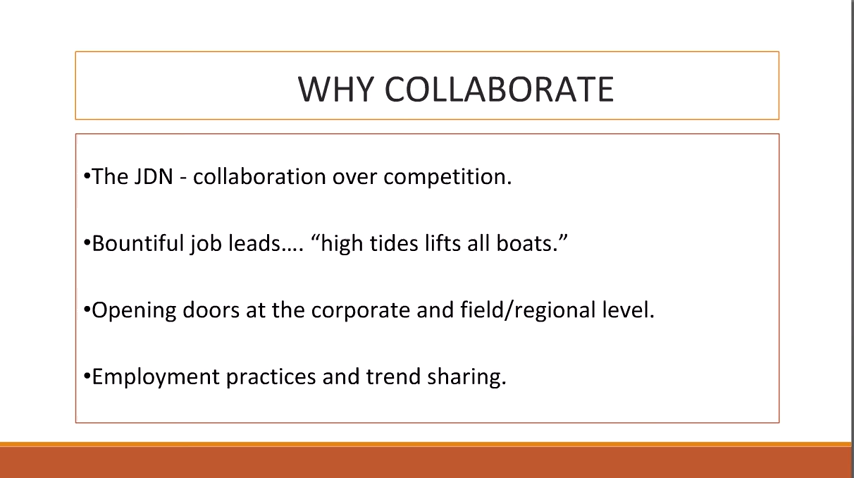 WHY COLLABORATE
•The JDN - collaboration over competition.
•Bountiful job leads…. “high tides lifts all boats.”
•Opening doors at the corporate and field/regional level.
•Employment practices and trend sharing.